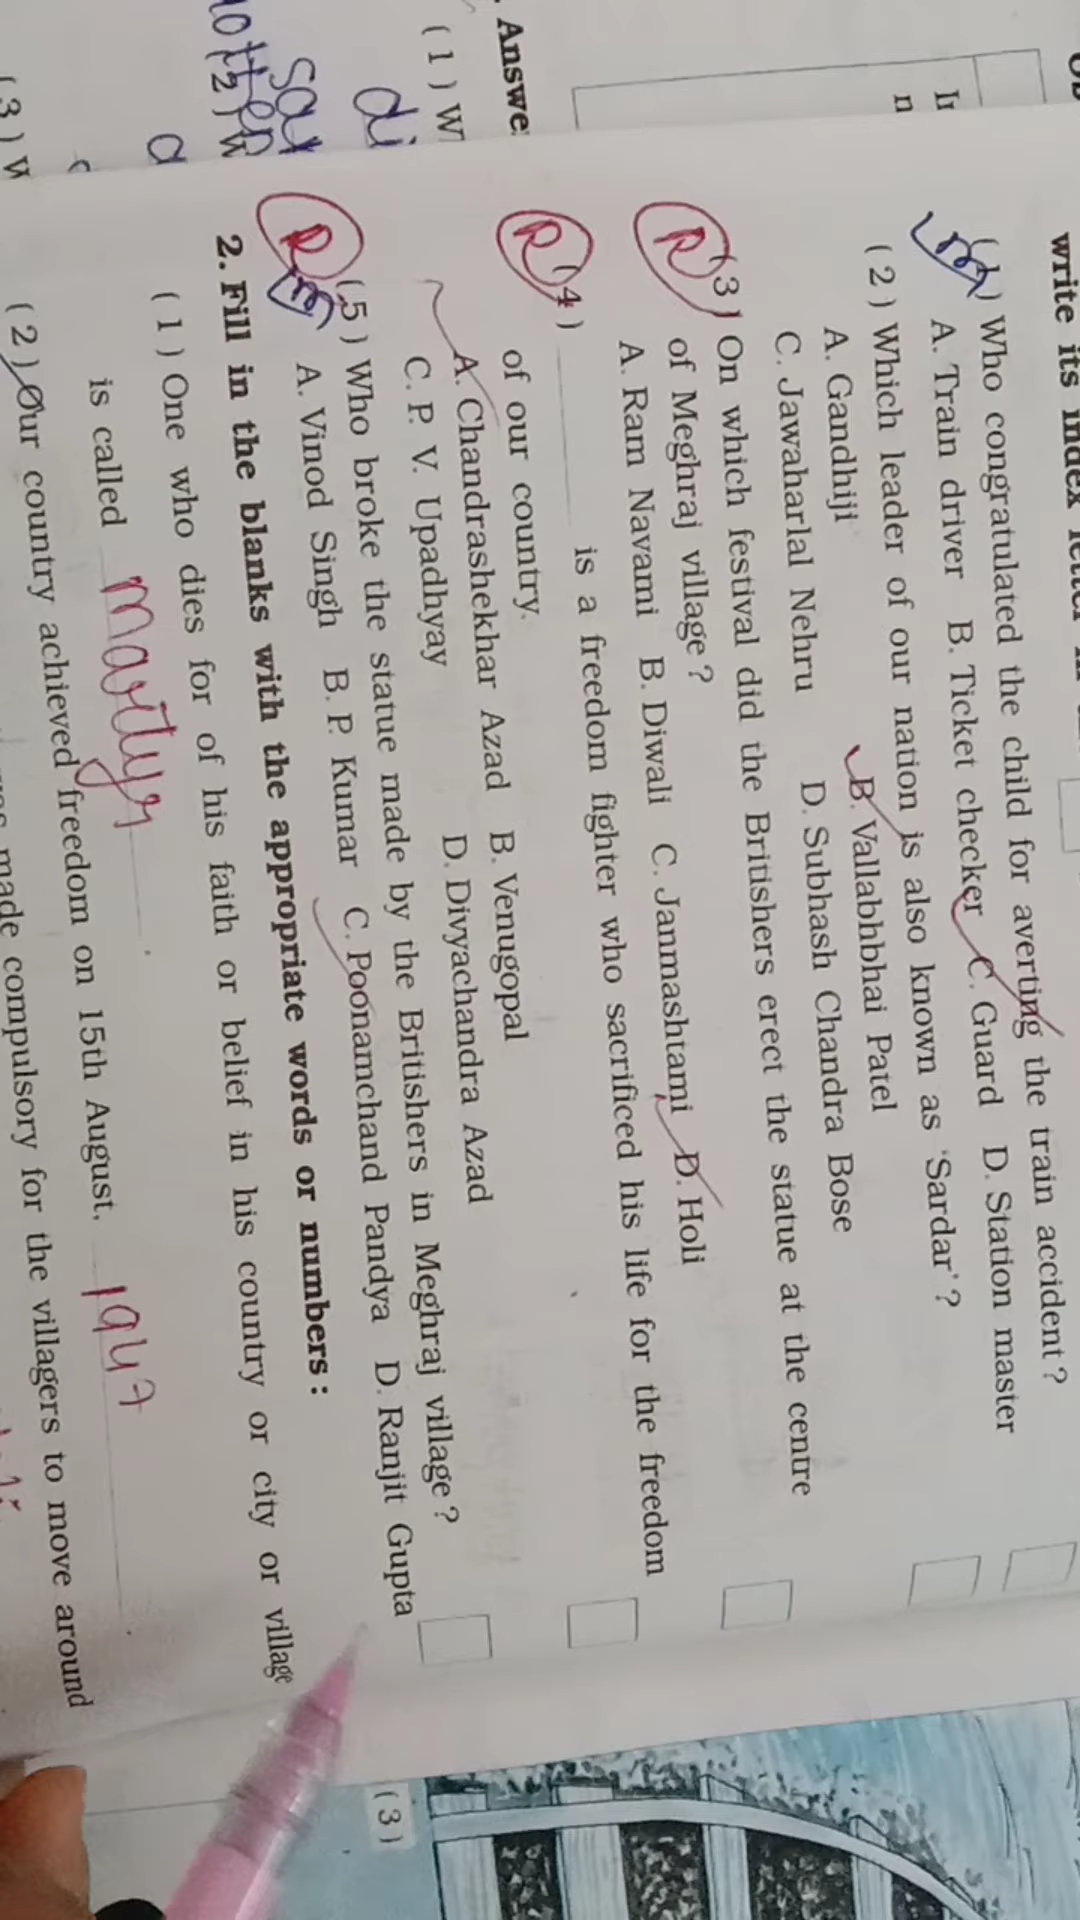 write its index
(1) Who congratulated the child for averting the train accident?
A. Train driver B. Ticket checker C. Guard D. Station master
(2) Which leader of our nation is also known as 'Sardar'?
A. Gandhiji B. Vallabhbhai Patel
C. Jawaharlal Nehru D. Subhash Chandra Bose
R (3) On which festival did the Britishers erect the statue at the centre
of Meghraj village?
A. Ram Navami B. Diwali C. Janmashtami D. Holi
R (4) is a freedom fighter who sacrificed his life for the freedom
of our country.
A. Chandrashekhar Azad B. Venugopal
C. P. V. Upadhyay D. Divyachandra Azad
R (5) Who broke the statue made by the Britishers in Meghraj village?
A. Vinod Singh B. P. Kumar C. Poonamchand Pandya D. Ranjit Gupta
2. Fill in the blanks with the appropriate words or numbers:
(1) One who dies for of his faith or belief in his country or city or village
is called martyr
(2) Our country achieved freedom on 15th August, 1947
made compulsory for the villagers to move around
Answe
(1) W
di
sar
(2) W
a
(3) W
(3)